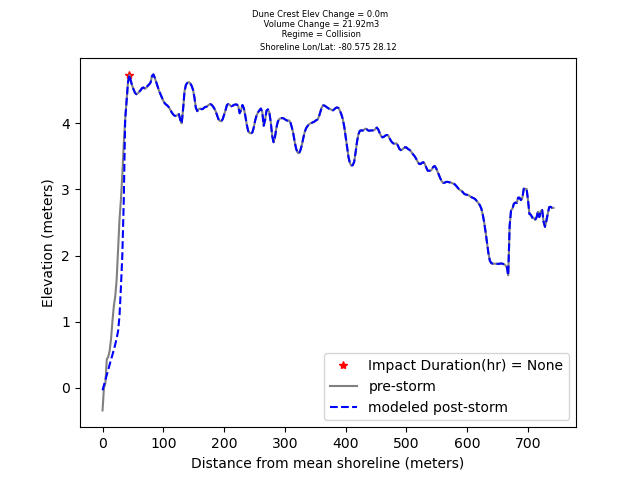 Dune Crest Elev Change = 0.0m
Volume Change = 21.92m3
Regime = Collision
Shoreline Lon/Lat: -80.575 28.12
4
3
2
1
0
Elevation (meters)
Impact Duration(hr) = None
pre-storm
modeled post-storm
0 100 200 300 400 500 600 700
Distance from mean shoreline (meters)